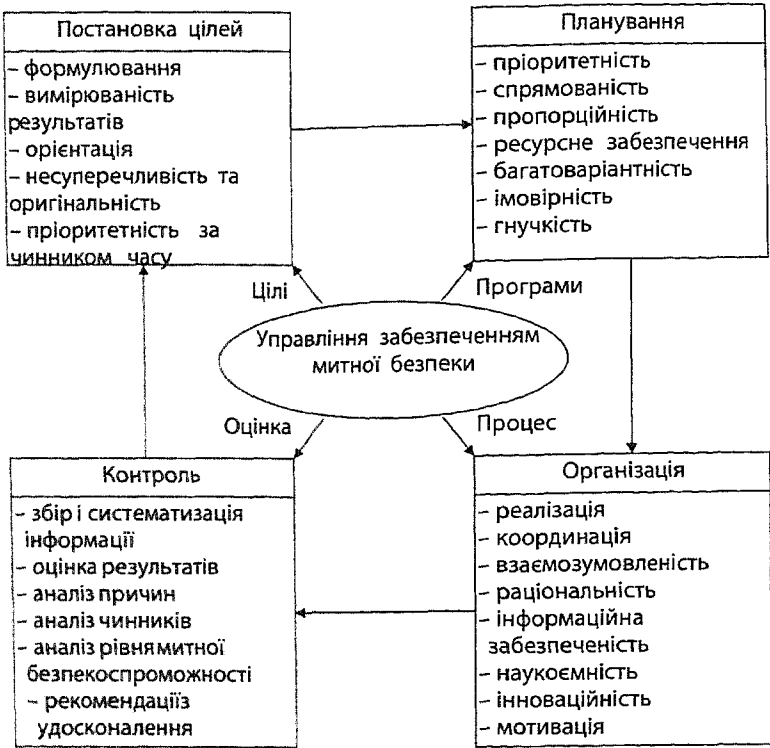 Постановка цілей
– формулювання
– вимірюваність
результатів
– орієнтація
– несуперечливість та
оригінальність
– пріоритетність за
чинником часу
Планування
– пріоритетність
– спрямованість
– пропорційність
– ресурсне забезпечення
– багатоваріантність
– імовірність
– гнучкість
Цілі
Програми
Управління забезпеченням
митної безпеки
Оцінка
Процес
Контроль
– збір і систематизація
інформації
– оцінка результатів
– аналіз причин
– аналіз чинників
– аналіз рівня митної
безпекоспроможності
– рекомендаціїз
удосконалення
Організація
– реалізація
– координація
– взаємозумовленість
– раціональність
– інформаційна
забезпеченість
– наукоємність
– інноваційність
– мотивація